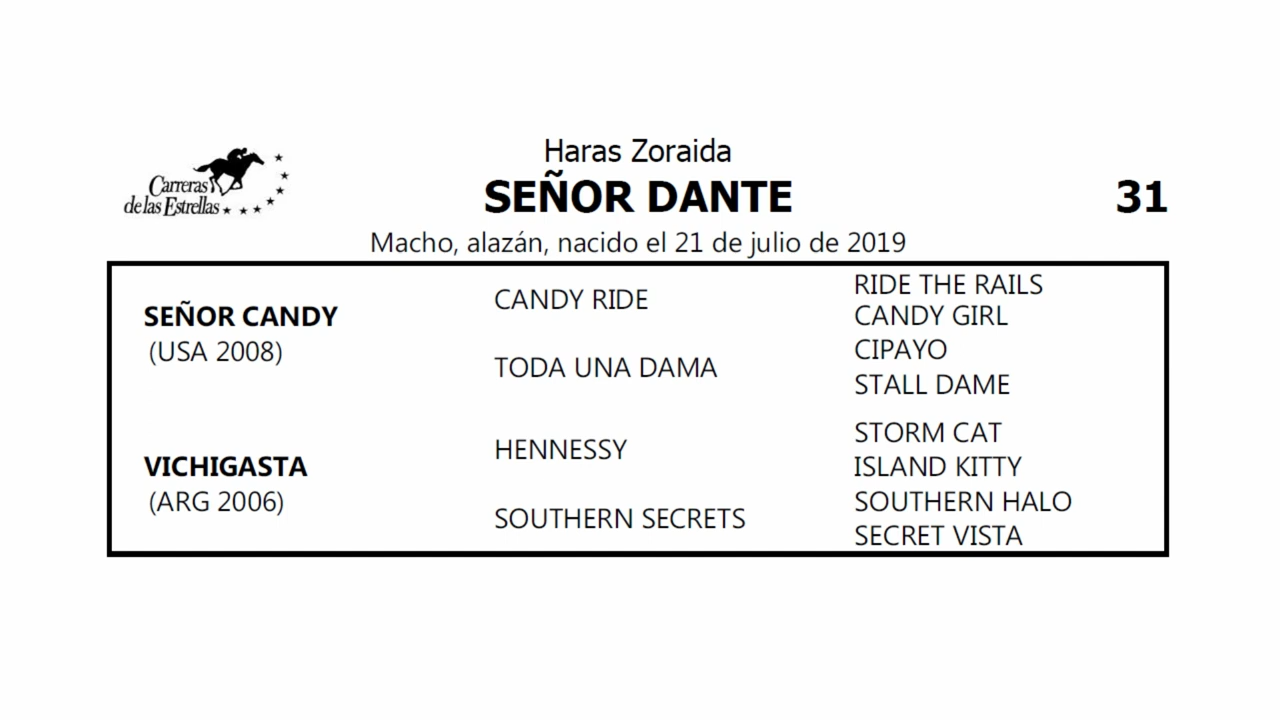 Haras Zoraida
Carreras
de las Estrellas
SEÑOR DANTE
31
Macho, alazán, nacido el 21 de julio de 2019
SEÑOR CANDY
(USA 2008)
CANDY RIDE
TODA UNA DAMA
RIDE THE RAILS
CANDY GIRL
CIPAYO
STALL DAME
VICHIGASTA
(ARG 2006)
HENNESSY
SOUTHERN SECRETS
STORM CAT
ISLAND KITTY
SOUTHERN HALO
SECRET VISTA